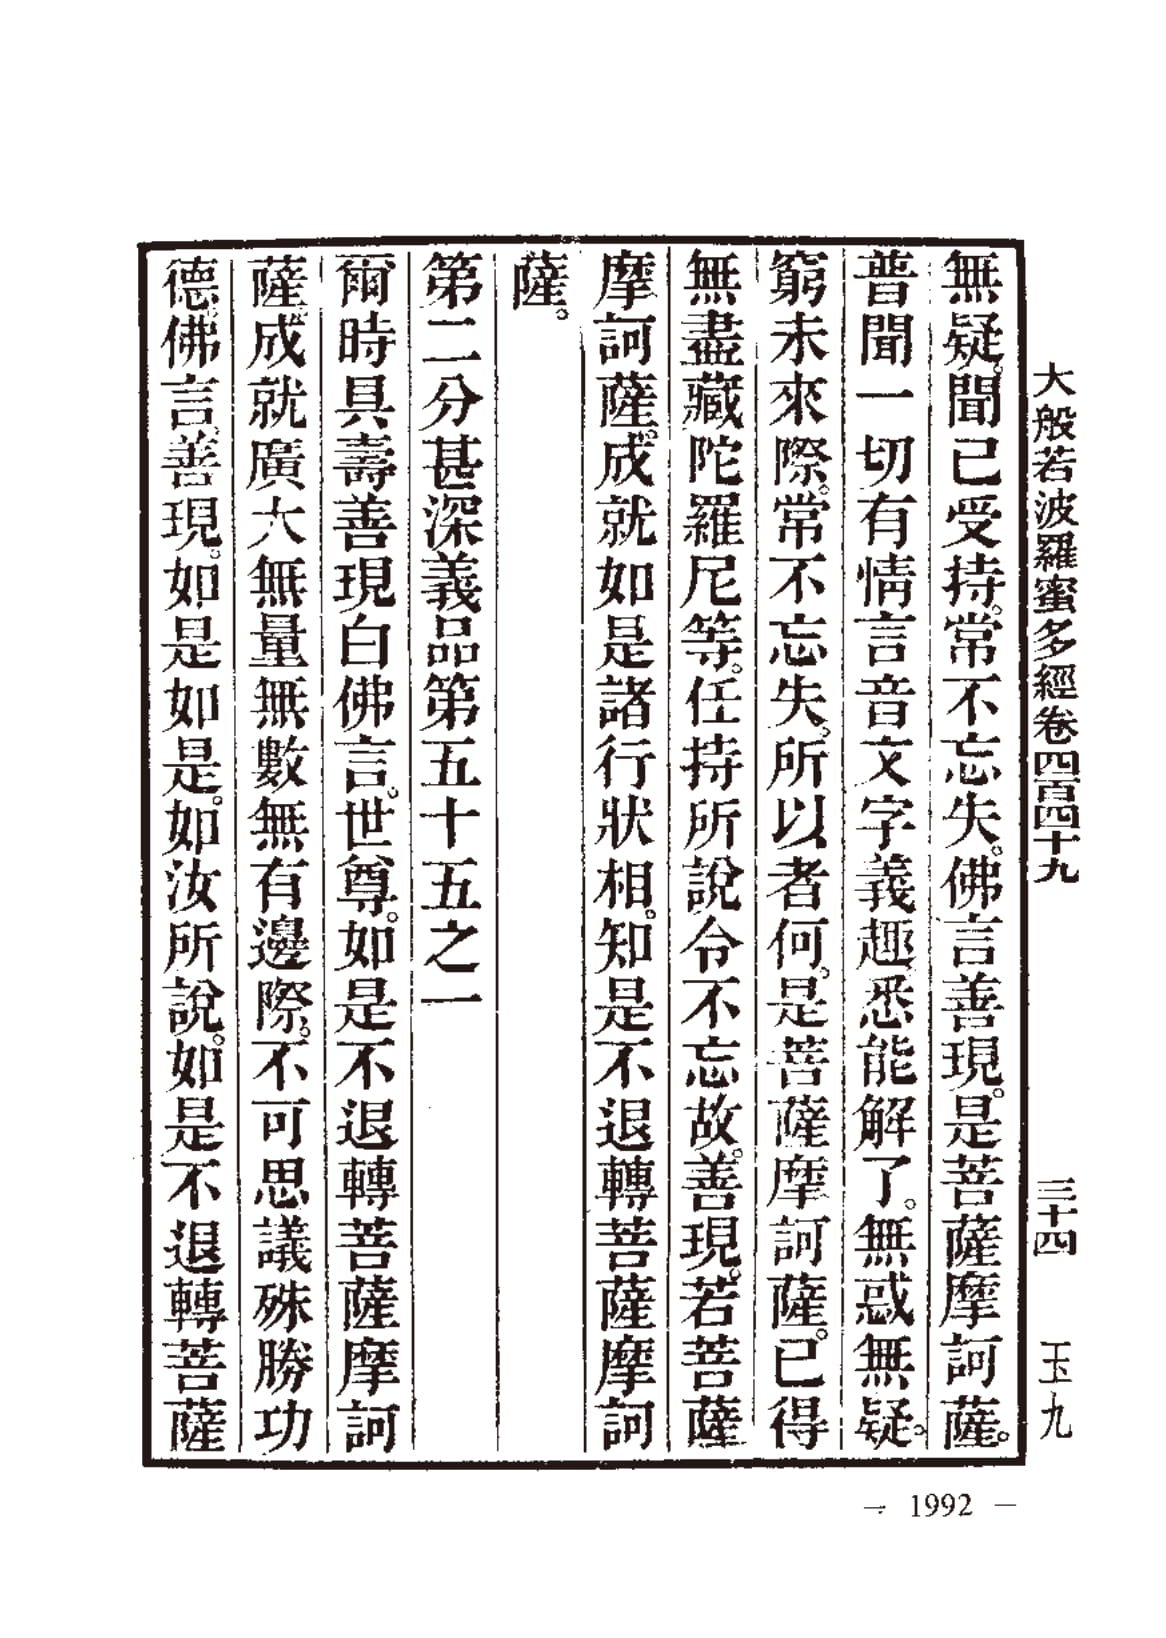 大般若波羅蜜多經卷四百四十九　三十四　玉九
無疑。聞已受持。常不忘失。佛言善現。是菩薩摩訶薩。
普聞一切有情言音文字義趣悉能解了。無惑無疑。
窮未來際。常不忘失。所以者何。是菩薩摩訶薩。已得
無盡藏陀羅尼等。任持所說令不忘故。善現。若菩薩
摩訶薩。成就如是諸行狀相。知是不退轉菩薩摩訶
薩。
第二分甚深義品第五十五之一
爾時具壽善現白佛言。世尊。如是不退轉菩薩摩訶
薩。成就廣大無量無數無有邊際。不可思議殊勝功
德。佛言。善現。如是如是。如汝所說。如是不退轉菩薩
— 1992 —